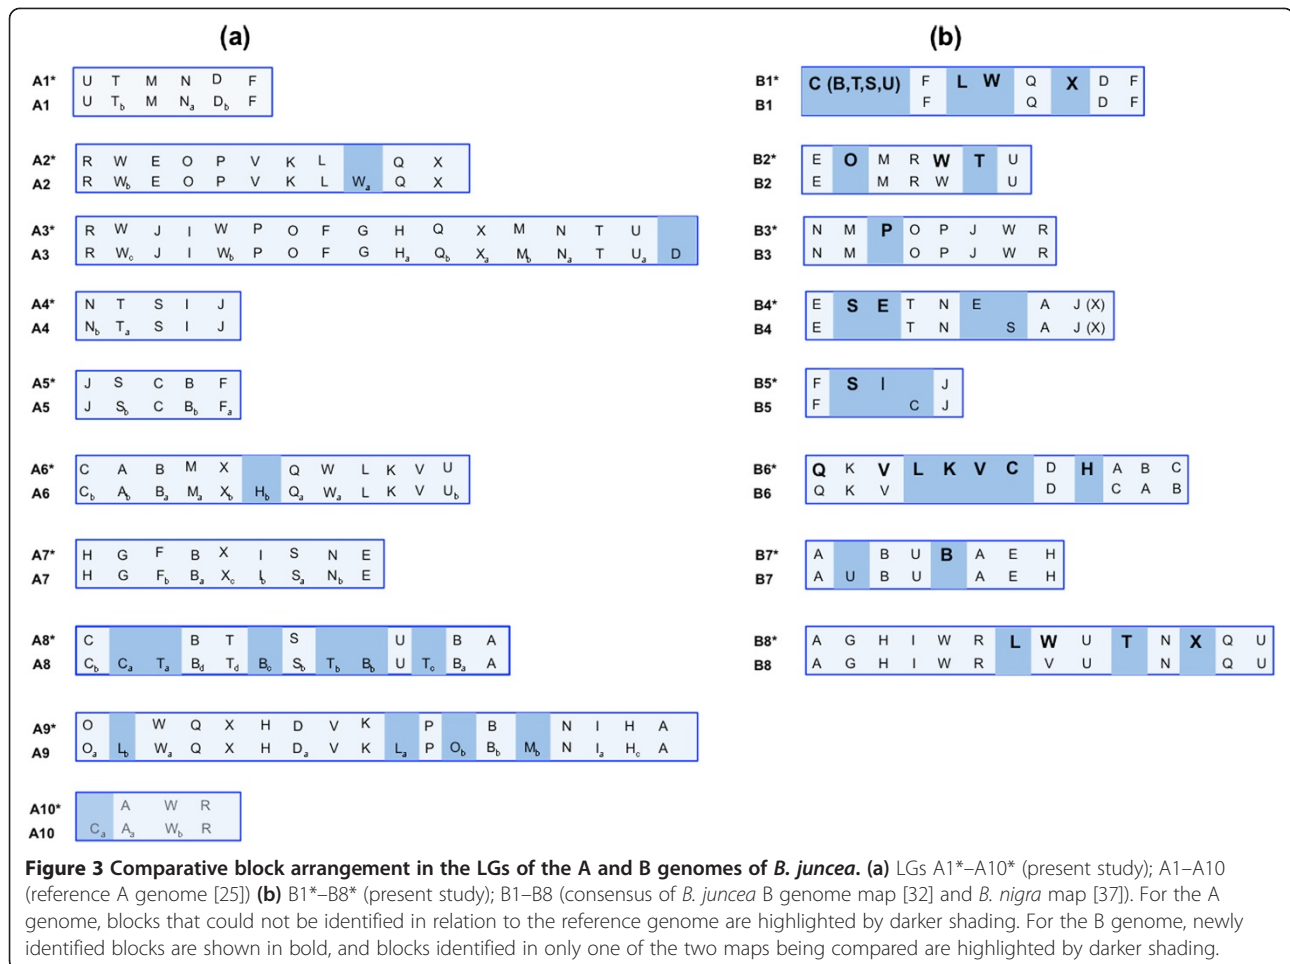 (a)
A1* U T M N D F
A1 U Tb M Na Db F
A2* R W E O P V K L Q X
A2 R Wb E O P V K L Wa Q X
A3* R W J I W P O F G H Q X M N T U
A3 R Wc J I Wb P O F G Ha Qb Xa Mb Na T Ua D
A4* N T S I J
A4 Nb Ta S I J
A5* J S C B F
A5 J Sb C Bb Fa
A6* C A B M X Q W L K V U
A6 Cb Ab Ba Ma Xb Hb Qa Wa L K V Ub
A7* H G F B X I S N E
A7 H G Fb Ba Xc Ib Sa Nb E
A8* C B T S U B A
A8 Cb Ca Ta Bd Td Bc Sb Tb Bb U Tc Ba A
A9* O W Q X H D V K P B N I H A
A9 Oa Lb Wa Q X H Da V K La P Ob Bb Mb N Ia Hc A
A10* A W R
A10 Ca Aa Wb R
(b)
B1* C (B,T,S,U) F L W Q X D F
B1 F Q D F
B2* E O M R W T U
B2 E M R W U
B3* N M P O P J W R
B3 N M O P J W R
B4* E S E T N E A J (X)
B4 E T N S A J (X)
B5* F S I J
B5 F C J
B6* Q K V L K V C D H A B C
B6 Q K V D C A B
B7* A B U B A E H
B7 A U B U A E H
B8* A G H I W R L W U T N X Q U
B8 A G H I W R V U N Q U
Figure 3 Comparative block arrangement in the LGs of the A and B genomes of B. juncea. (a) LGs A1*–A10* (present study); A1–A10
(reference A genome [25]) (b) B1*–B8* (present study); B1–B8 (consensus of B. juncea B genome map [32] and B. nigra map [37]). For the A
genome, blocks that could not be identified in relation to the reference genome are highlighted by darker shading. For the B genome, newly
identified blocks are shown in bold, and blocks identified in only one of the two maps being compared are highlighted by darker shading.